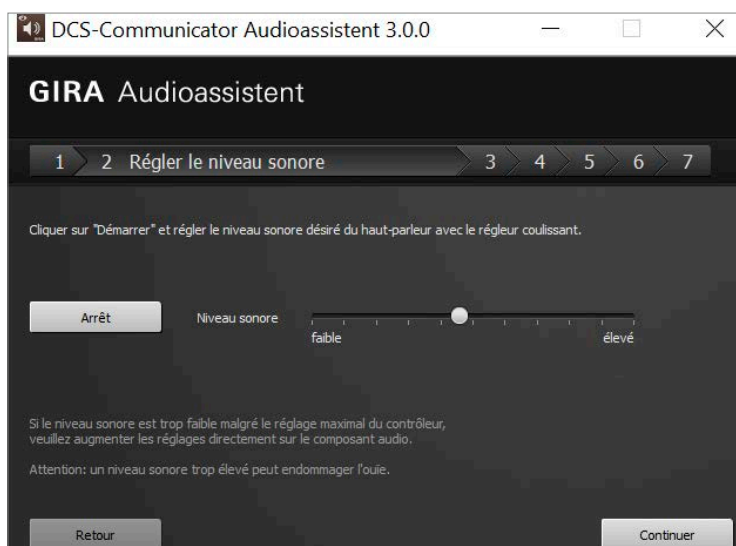 DCS-Communicator Audioassistent 3.0.0
GIRA Audioassistent
1 2 Régler le niveau sonore 3 4 5 6 7
Cliquer sur "Démarrer" et régler le niveau sonore désiré du haut-parleur avec le régleur coulissant.
Arrêt Niveau sonore
faible élevé
Si le niveau sonore est trop faible malgré le réglage maximal du contrôleur,
veuillez augmenter les réglages directement sur le composant audio.
Attention: un niveau sonore trop élevé peut endommager l'ouïe.
Retour Continuer